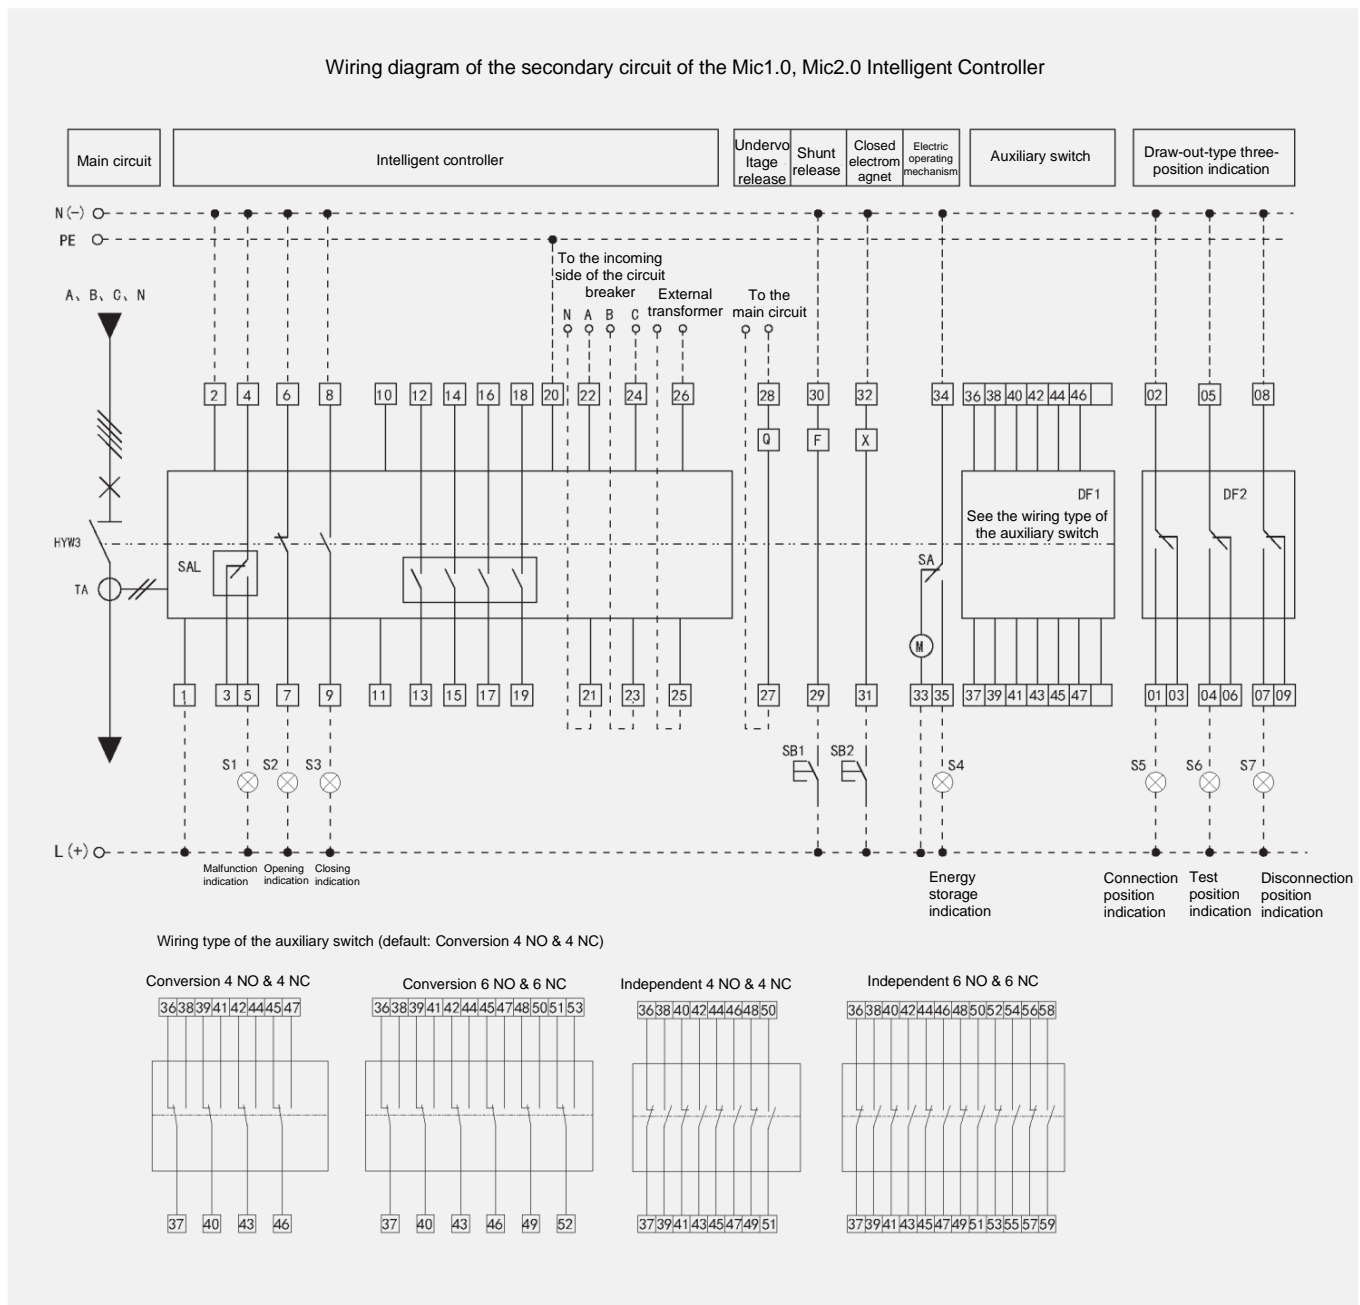 Wiring diagram of the secondary circuit of the Mic1.0, Mic2.0 Intelligent Controller
Main circuit
Intelligent controller
Undervo
ltage
release
Shunt
release
Closed
electrom
agnet
Electric
operating
mechanism
Auxiliary switch
Draw-out-type three-
position indication
N(-)
PE
To the incoming
side of the circuit
breaker
External
transformer
To the
main circuit
A、B、C、N
N A B C
2 4 6 8 10 12 14 16 18 20 22 24 26 28 30 32 34 36 38 40 42 44 46 02 05 08
Q F X
DF1
See the wiring type of
the auxiliary switch
DF2
HYW3
SAL
SA
TA
M
1 3 5 7 9 11 13 15 17 19 21 23 25 27 29 31 33 35 37 39 41 43 45 47 01 03 04 06 07 09
SB1 SB2
S1 S2 S3 S4 S5 S6 S7
L(+)
Malfunction
indication
Opening
indication
Closing
indication
Energy
storage
indication
Connection
position
indication
Test
position
indication
Disconnection
position
indication
Wiring type of the auxiliary switch (default: Conversion 4 NO & 4 NC)
Conversion 4 NO & 4 NC
36 38 39 41 42 44 45 47
37 40 43 46
Conversion 6 NO & 6 NC
36 38 39 41 42 44 45 47 48 50 51 53
37 40 43 46 49 52
Independent 4 NO & 4 NC
36 38 40 42 44 46 48 50
37 39 41 43 45 47 49 51
Independent 6 NO & 6 NC
36 38 40 42 44 46 48 50 52 54 56 58
37 39 41 43 45 47 49 51 53 55 57 59